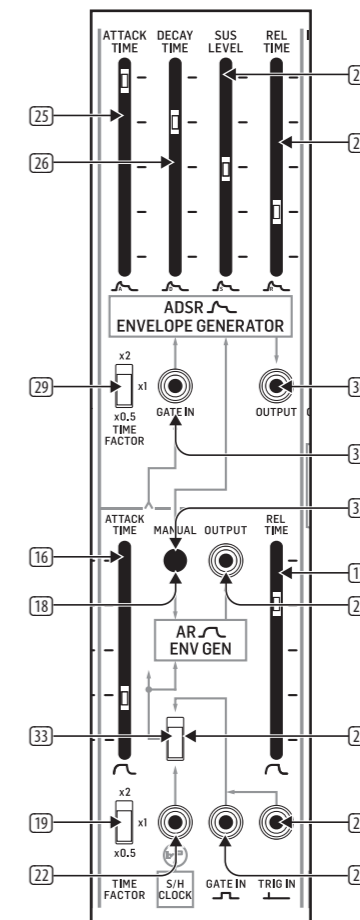 ATTACK TIME
DECAY TIME
SUS LEVEL
REL TIME
25
26
A
D
S
R
ADSR
ENVELOPE GENERATOR
x2
x1
x0.5
TIME FACTOR
29
GATE IN
OUTPUT
ATTACK TIME
MANUAL
OUTPUT
REL TIME
16
18
AR
ENV GEN
33
x2
x1
x0.5
19
22
TIME FACTOR
S/H CLOCK
GATE IN
TRIG IN